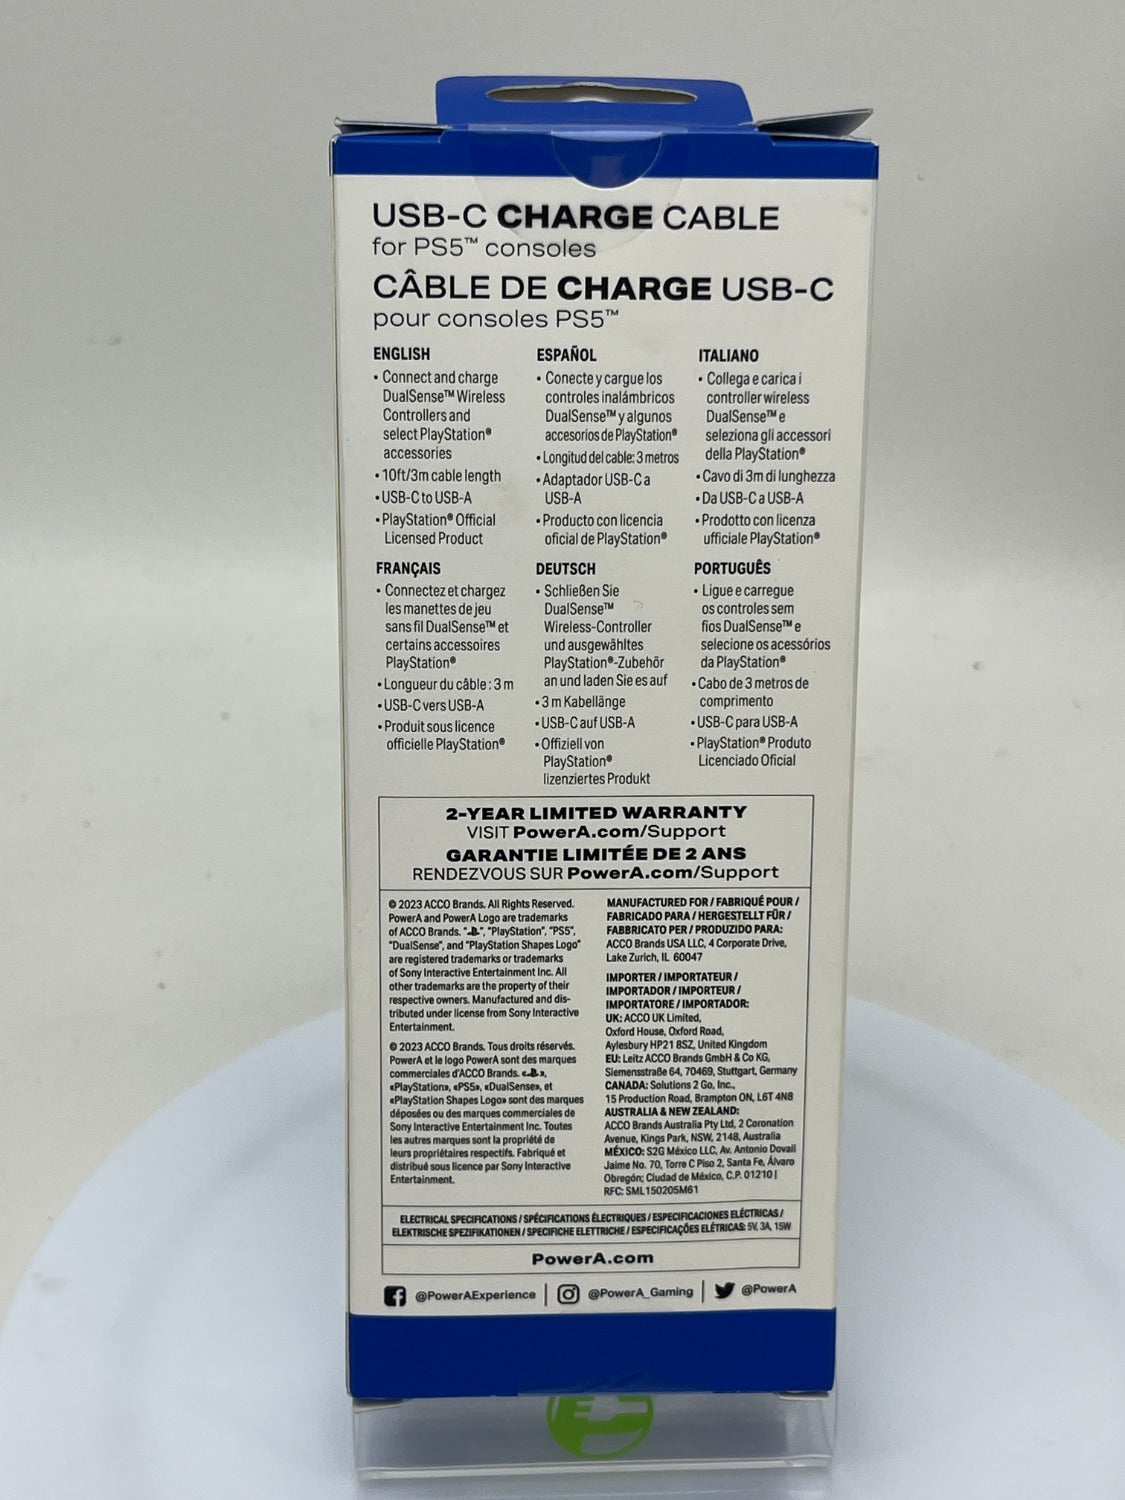 USB-C CHARGE CABLE
for PS5™ consoles
CÂBLE DE CHARGE USB-C
pour consoles PS5™
ENGLISH
• Connect and charge
DualSense™ Wireless
Controllers and
select PlayStation®
accessories
• 10ft/3m cable length
• USB-C to USB-A
• PlayStation® Official
Licensed Product
ESPAÑOL
• Conecte y cargue los
controles inalámbricos
DualSense™ y algunos
accesorios de PlayStation®
• Longitud del cable: 3 metros
• Adaptador USB-C a
USB-A
• Producto con licencia
oficial de PlayStation®
ITALIANO
• Collega e carica i
controller wireless
DualSense™ e
seleziona gli accessori
della PlayStation®
• Cavo di 3m di lunghezza
• Da USB-C a USB-A
• Prodotto con licenza
ufficiale PlayStation®
FRANÇAIS
• Connectez et chargez
les manettes de jeu
sans fil DualSense™ et
certains accessoires
PlayStation®
• Longueur du câble : 3 m
• USB-C vers USB-A
• Produit sous licence
officielle PlayStation®
DEUTSCH
• Schließen Sie
DualSense™
Wireless-Controller
und ausgewähltes
PlayStation®-Zubehör
an und laden Sie es auf
• 3 m Kabellänge
• USB-C auf USB-A
• Offiziell von
PlayStation®
lizenziertes Produkt
PORTUGUÊS
• Ligue e carregue
os controles sem
fios DualSense™ e
selecione os acessórios
da PlayStation®
• Cabo de 3 metros de
comprimento
• USB-C para USB-A
• PlayStation® Produto
Licenciado Oficial
2-YEAR LIMITED WARRANTY
VISIT PowerA.com/Support
GARANTIE LIMITÉE DE 2 ANS
RENDEZVOUS SUR PowerA.com/Support
© 2023 ACCO Brands. All Rights Reserved.
PowerA and PowerA Logo are trademarks
of ACCO Brands. " ", "PlayStation", "PS5",
"DualSense", and "PlayStation Shapes Logo"
are registered trademarks or trademarks
of Sony Interactive Entertainment Inc. All
other trademarks are the property of their
respective owners. Manufactured and dis-
tributed under license from Sony Interactive
Entertainment.
© 2023 ACCO Brands. Tous droits réservés.
PowerA et le logo PowerA sont des marques
commerciales d'ACCO Brands. « »,
«PlayStation», «PS5», «DualSense», et
«PlayStation Shapes Logo» sont des marques
déposées ou des marques commerciales de
Sony Interactive Entertainment Inc. Toutes
les autres marques sont la propriété de
leurs propriétaires respectifs. Fabriqué et
distribué sous licence par Sony Interactive
Entertainment.
MANUFACTURED FOR / FABRIQUÉ POUR /
FABRICADO PARA / HERGESTELLT FÜR /
FABBRICATO PER / PRODUZIDO PARA:
ACCO Brands USA LLC, 4 Corporate Drive,
Lake Zurich, IL 60047
IMPORTER / IMPORTATEUR /
IMPORTADOR / IMPORTEUR /
IMPORTATORE / IMPORTADOR:
UK: ACCO UK Limited,
Oxford House, Oxford Road,
Aylesbury HP21 8SZ, United Kingdom
EU: Leitz ACCO Brands GmbH & Co KG,
Siemensstraße 64, 70469, Stuttgart, Germany
CANADA: Solutions 2 Go, Inc.,
15 Production Road, Brampton ON, L6T 4N8
AUSTRALIA & NEW ZEALAND:
ACCO Brands Australia Pty Ltd, 2 Coronation
Avenue, Kings Park, NSW, 2148, Australia
MÉXICO: S2G México LLC, Av. Antonio Dovali
Jaime No. 70, Torre C Piso 2, Santa Fe, Álvaro
Obregón; Ciudad de México, C.P. 01210 |
RFC: SML150205M61
ELECTRICAL SPECIFICATIONS / SPÉCIFICATIONS ÉLECTRIQUES / ESPECIFICACIONES ELÉCTRICAS /
ELEKTRISCHE SPEZIFIKATIONEN / SPECIFICHE ELETTRICHE / ESPECIFICAÇÕES ELÉTRICAS: 5V, 3A, 15W
PowerA.com
@PowerAExperience | @PowerA_Gaming | @PowerA